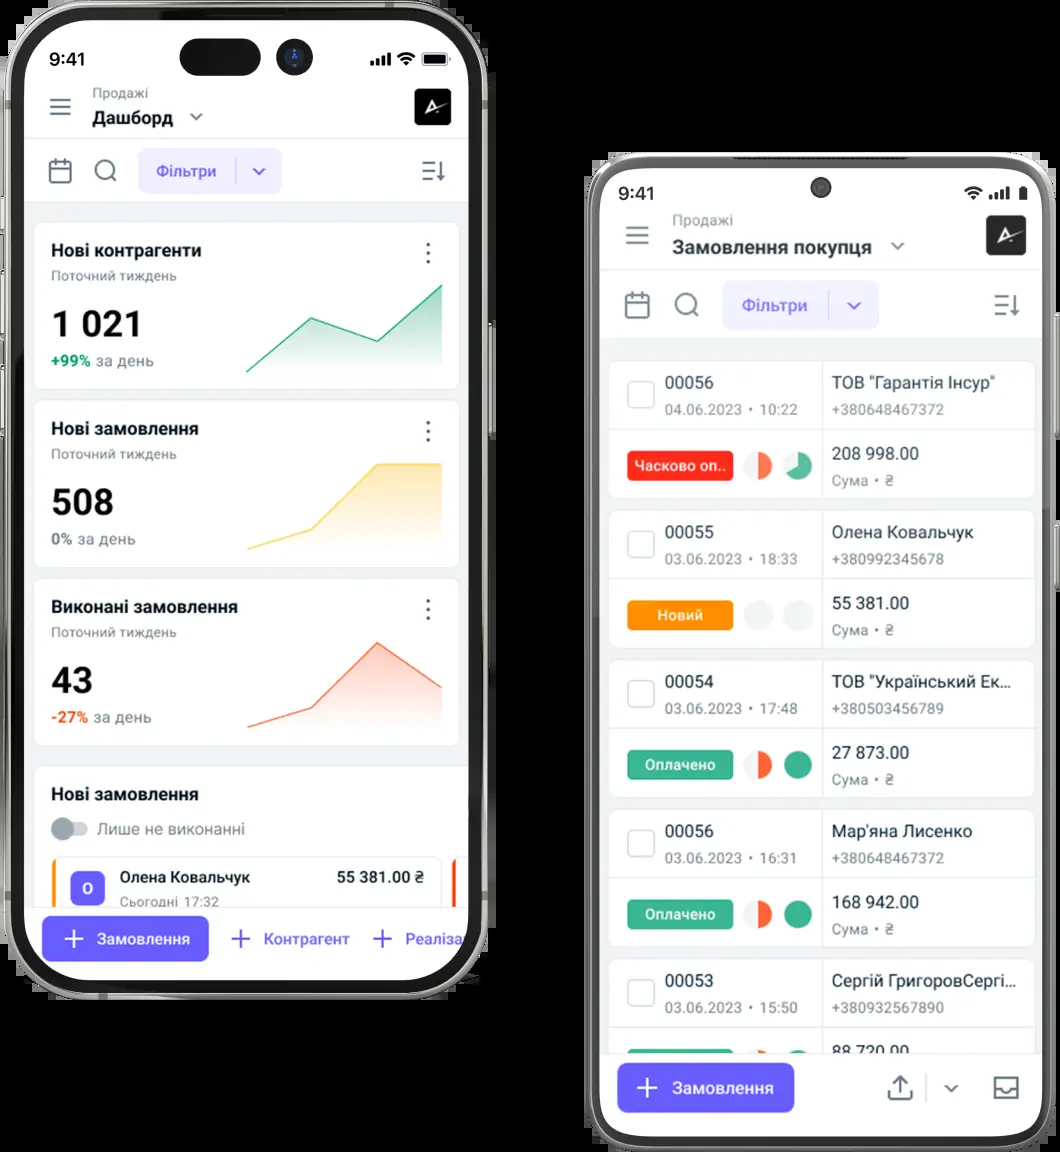 9:41
Продажі
Дашборд
Фільтри
Нові контрагенти
Поточний тиждень
1 021
+99% за день
Нові замовлення
Поточний тиждень
508
0% за день
Виконані замовлення
Поточний тиждень
43
-27% за день
Нові замовлення
Лише не виконанні
О
Олена Ковальчук
55 381.00 ₴
Сьогодні 17:32
Замовлення
Контрагент
Реаліза
9:41
Продажі
Замовлення покупця
Фільтри
00056
ТОВ "Гарантія Інсур"
04.06.2023 • 10:22
+380648467372
Часково оп..
208 998.00
Сума • ₴
00055
Олена Ковальчук
03.06.2023 • 18:33
+380992345678
Новий
55 381.00
Сума • ₴
00054
ТОВ "Український Ек...
03.06.2023 • 17:48
+380503456789
Оплачено
27 873.00
Сума • ₴
00056
Мар'яна Лисенко
03.06.2023 • 16:31
+380648467372
Оплачено
168 942.00
Сума • ₴
00053
Сергій ГригоровСергі...
03.06.2023 • 15:50
+380932567890
88 720.00
Замовлення